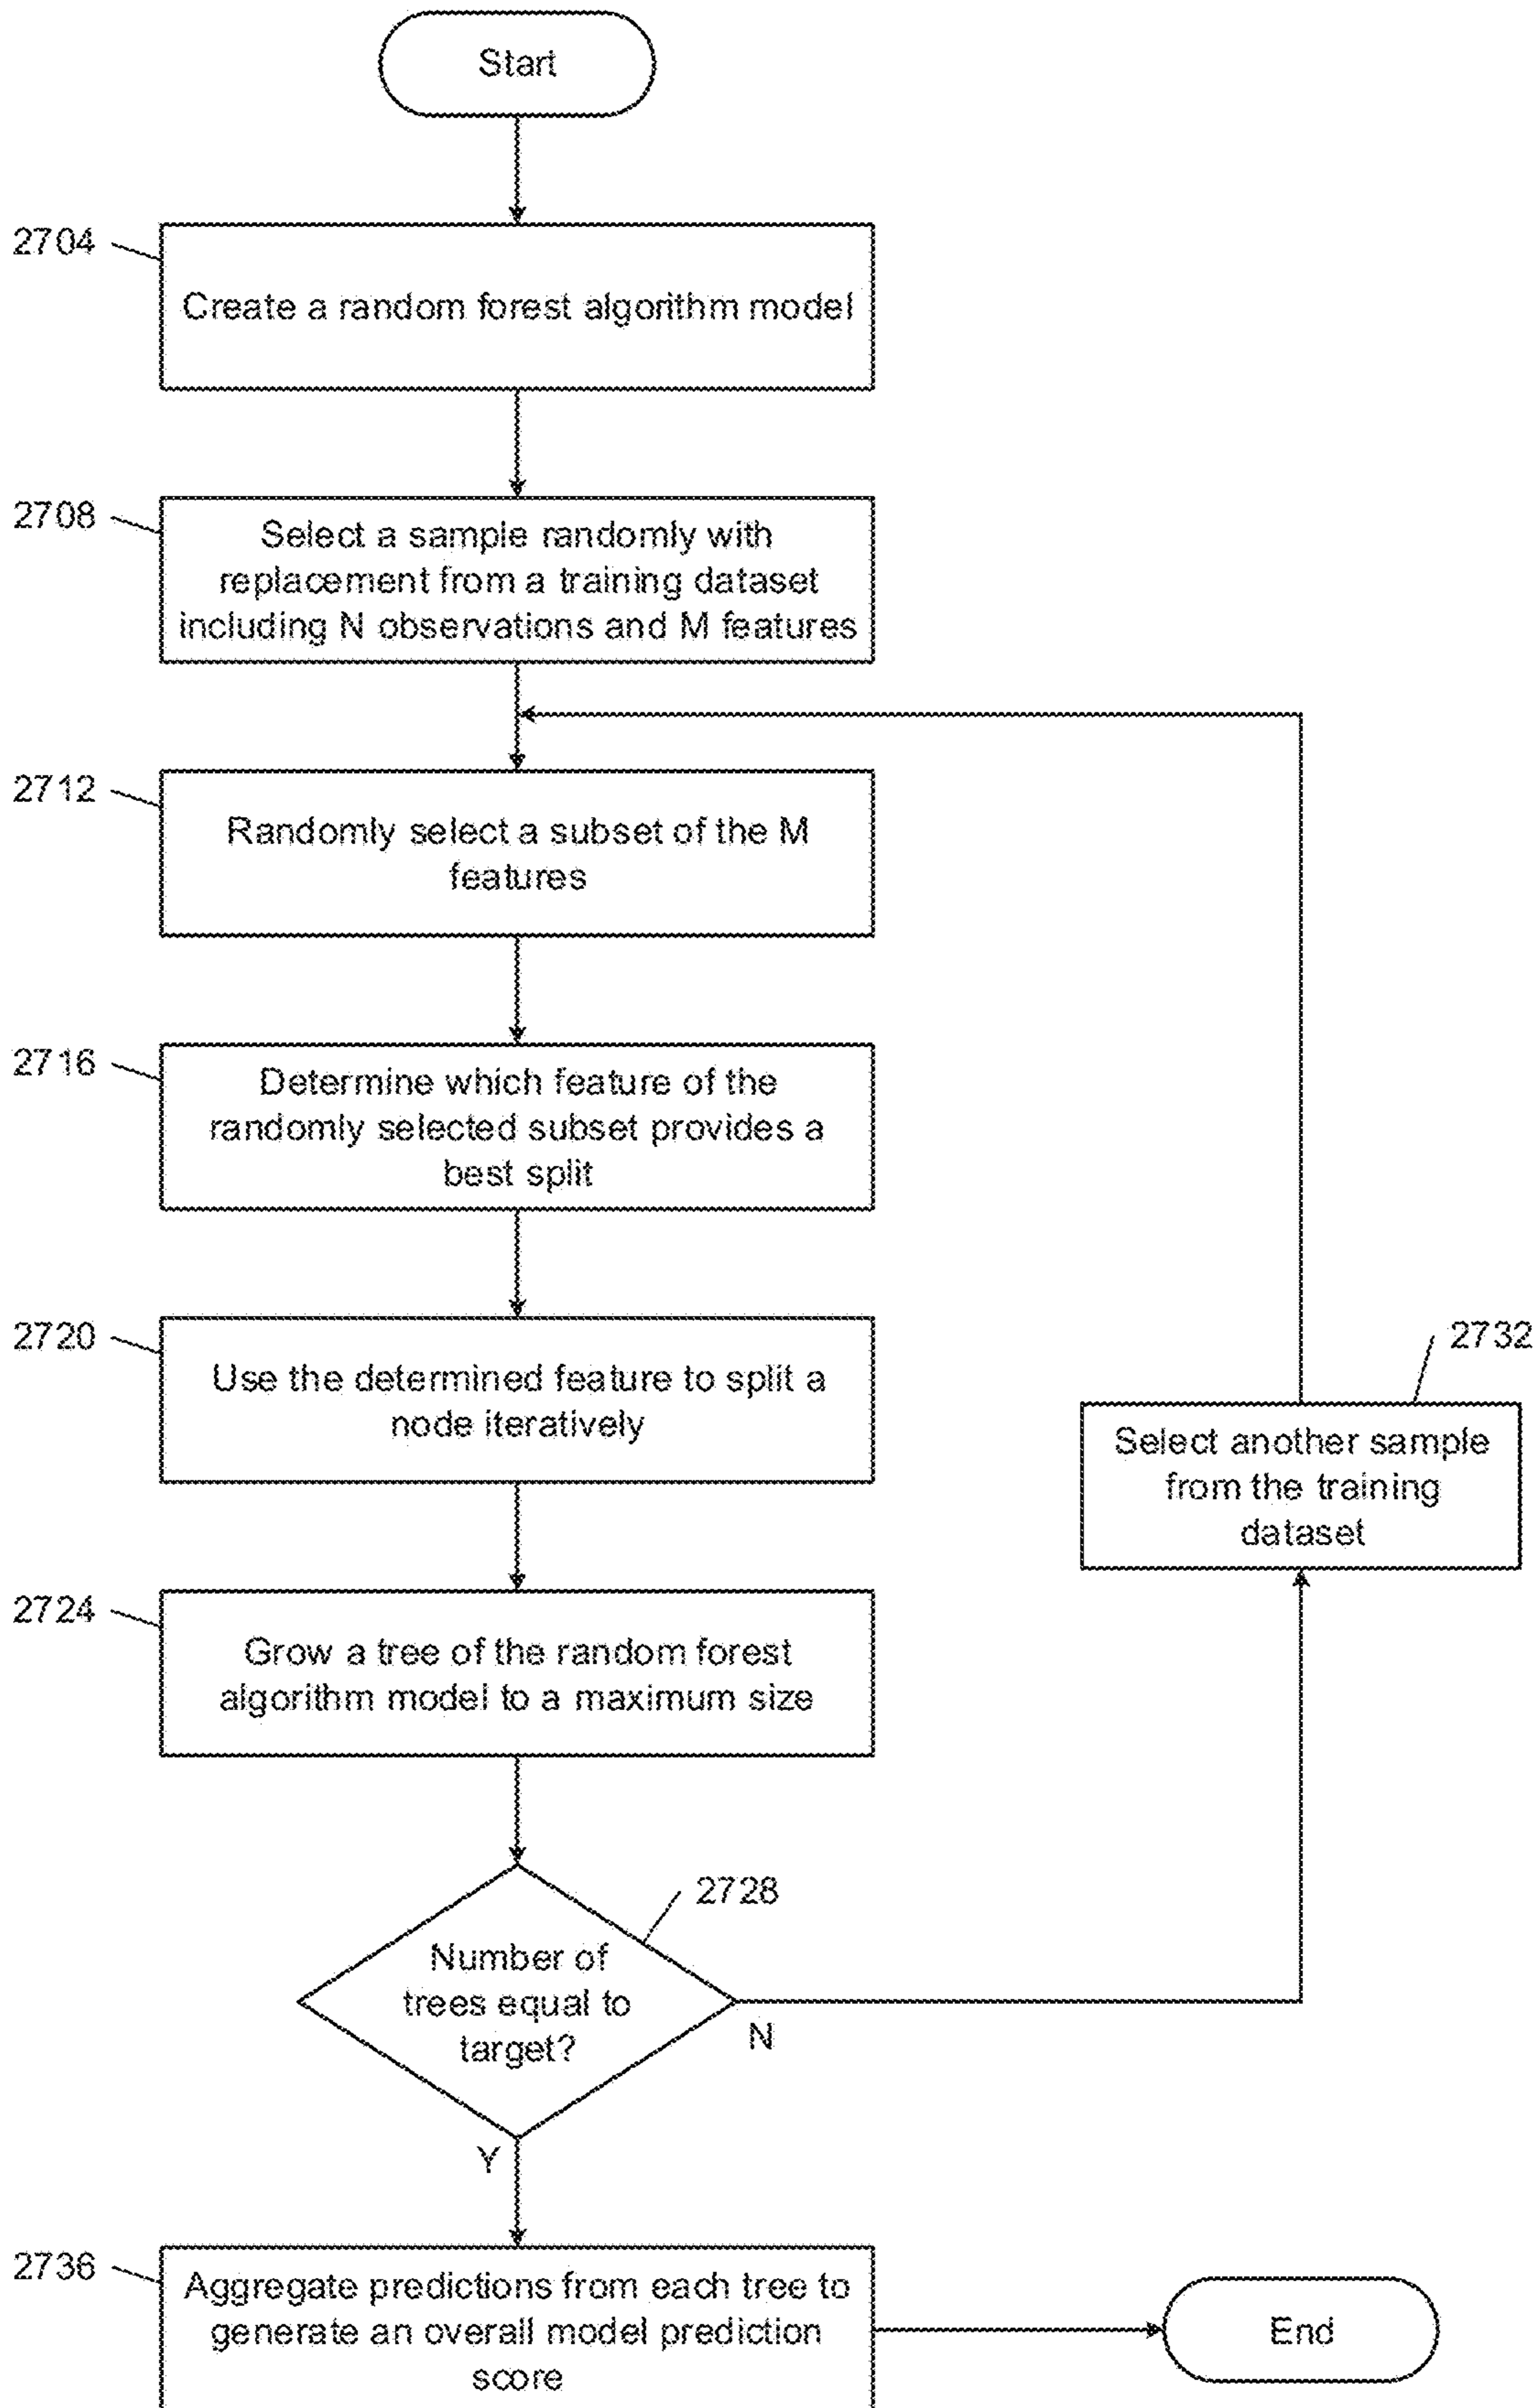 Start
2704
Create a random forest algorithm model
2708
Select a sample randomly with
replacement from a training dataset
including N observations and M features
2712
Randomly select a subset of the M
features
2716
Determine which feature of the
randomly selected subset provides a
best split
2720
Use the determined feature to split a
node iteratively
2732
Select another sample
from the training
dataset
2724
Grow a tree of the random forest
algorithm model to a maximum size
2728
Number of
trees equal to
target?
N
Y
2736
Aggregate predictions from each tree to
generate an overall model prediction
score
End